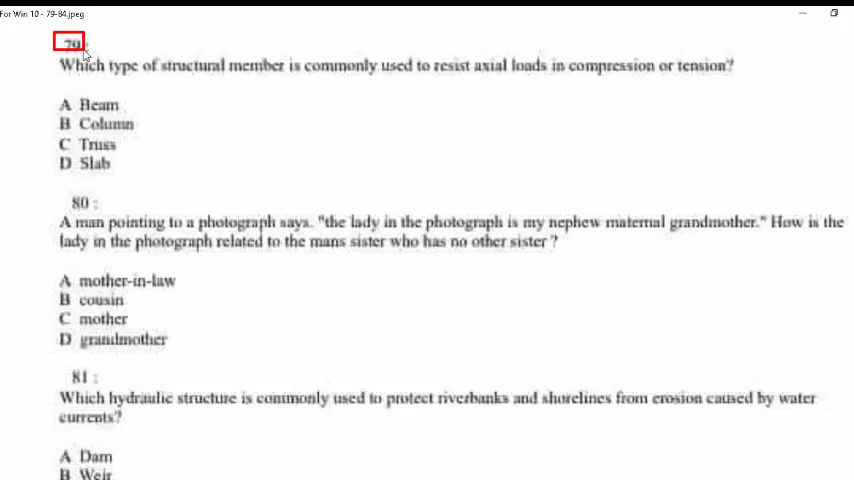 For Win 10 - 79-84.jpeg
79 :
Which type of structural member is commonly used to resist axial loads in compression or tension?
A Beam
B Column
C Truss
D Slab
80 :
A man pointing to a photograph says. "the lady in the photograph is my nephew maternal grandmother." How is the
lady in the photograph related to the mans sister who has no other sister ?
A mother-in-law
B cousin
C mother
D grandmother
81 :
Which hydraulic structure is commonly used to protect riverbanks and shorelines from erosion caused by water
currents?
A Dam
B Weir